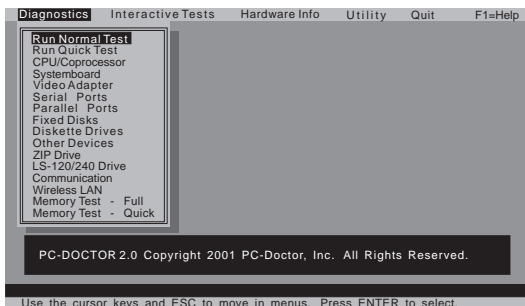 Diagnostics Interactive Tests Hardware Info Utility Quit F1=Help
Run Normal Test
Run Quick Test
CPU/Coprocessor
Systemboard
Video Adapter
Serial Ports
Parallel Ports
Fixed Disks
Diskette Drives
Other Devices
ZIP Drive
LS-120/240 Drive
Communication
Wireless LAN
Memory Test - Full
Memory Test - Quick
PC-DOCTOR 2.0 Copyright 2001 PC-Doctor, Inc. All Rights Reserved.
Use the cursor keys and ESC to move in menus. Press ENTER to select.